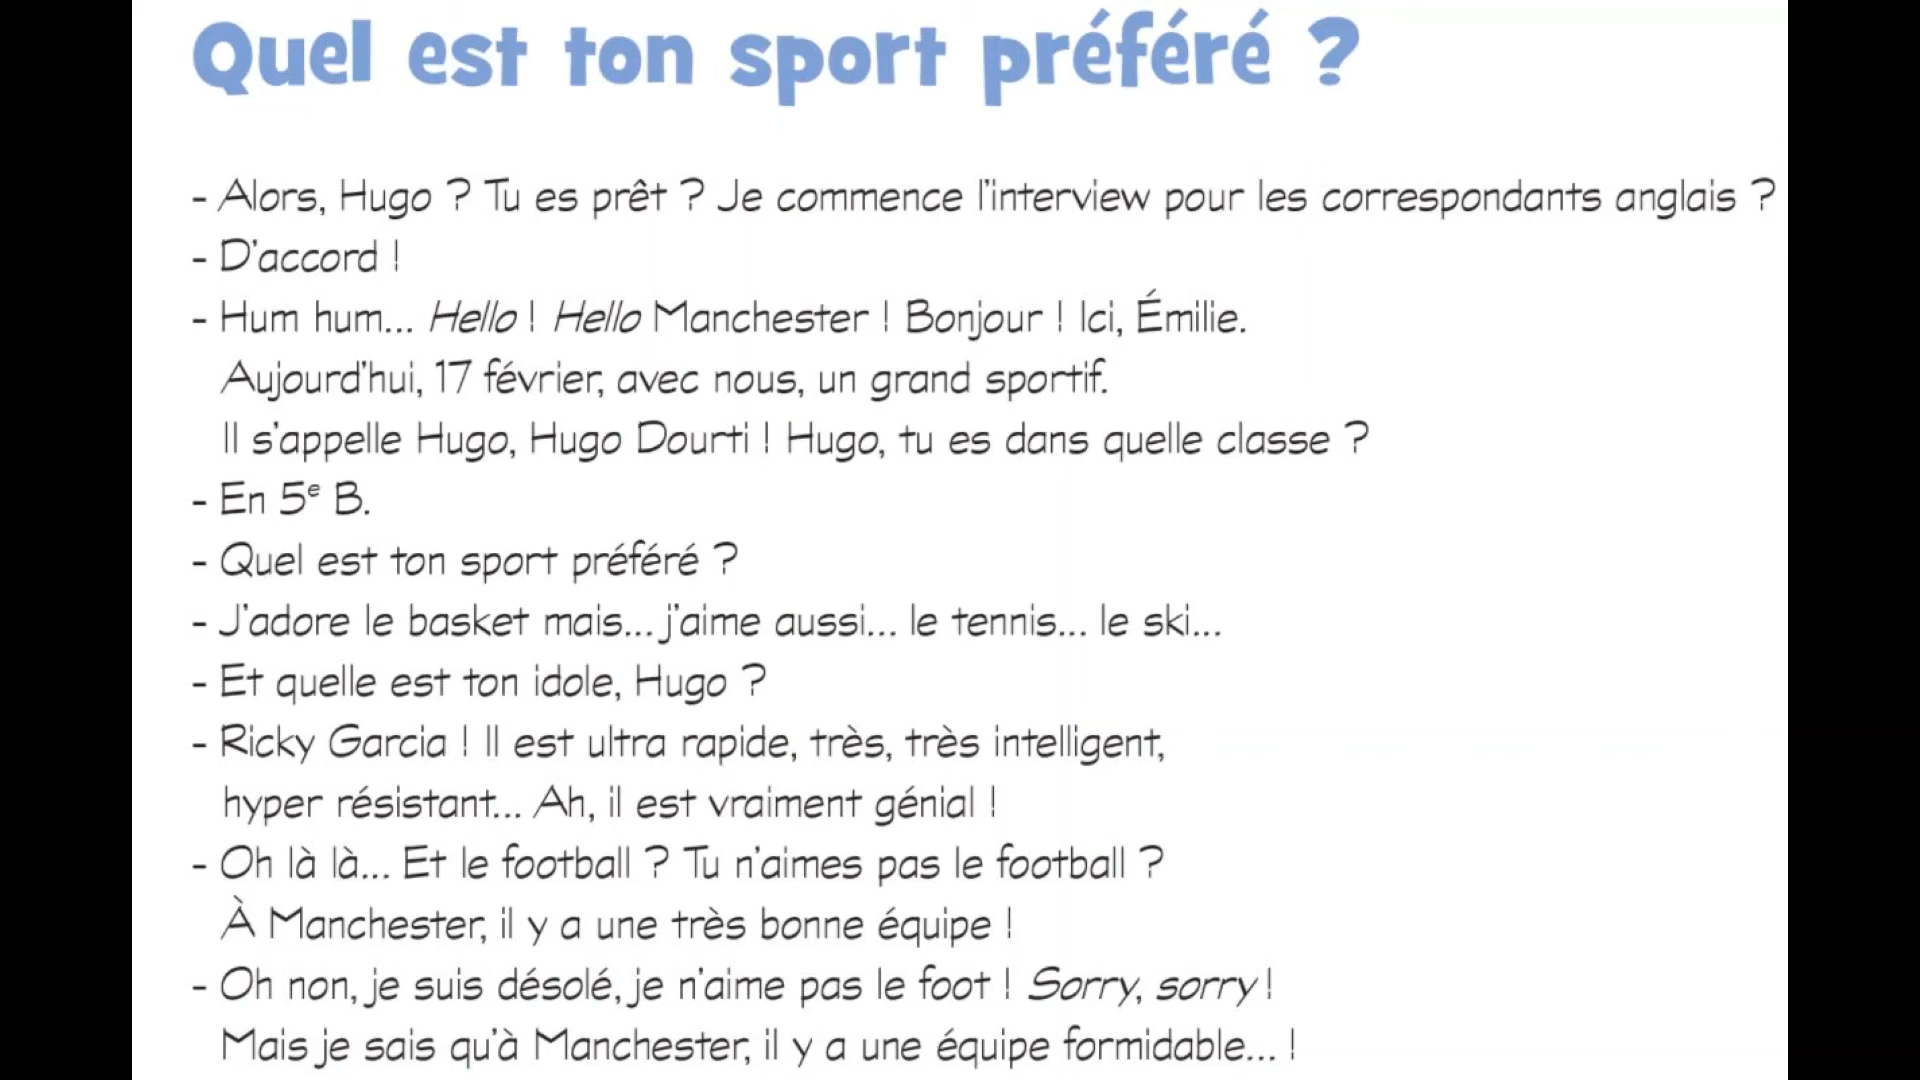 Quel est ton sport préféré ?
- Alors, Hugo ? Tu es prêt ? Je commence l'interview pour les correspondants anglais ?
- D'accord !
- Hum hum... Hello ! Hello Manchester ! Bonjour ! Ici, Émilie.
Aujourd'hui, 17 février, avec nous, un grand sportif.
Il s'appelle Hugo, Hugo Dourti ! Hugo, tu es dans quelle classe ?
- En 5e B.
- Quel est ton sport préféré ?
- J'adore le basket mais... j'aime aussi... le tennis... le ski...
- Et quelle est ton idole, Hugo ?
- Ricky Garcia ! Il est ultra rapide, très, très intelligent,
hyper résistant... Ah, il est vraiment génial !
- Oh là là... Et le football ? Tu n'aimes pas le football ?
À Manchester, il y a une très bonne équipe !
- Oh non, je suis désolé, je n'aime pas le foot ! Sorry, sorry !
Mais je sais qu'à Manchester, il y a une équipe formidable... !